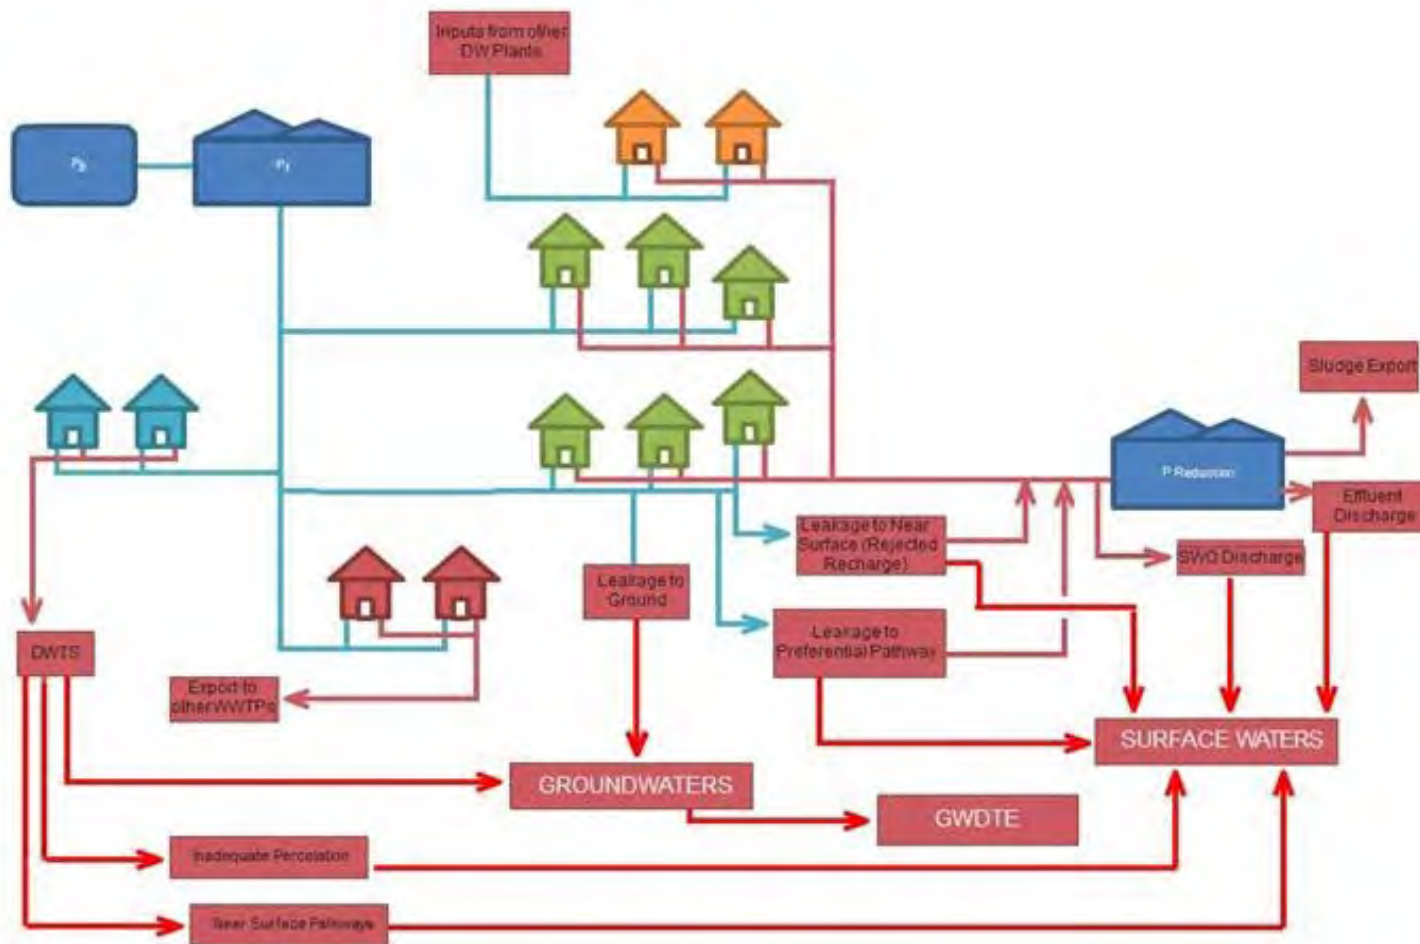 Inputs from other
DW Plants
Sludge Export
P Reduction
Effluent
Discharge
Leakage to Near
Surface (Rejected
Recharge)
SWO Discharge
Leakage to
Ground
Leakage to
Preferential Pathway
DWTS
Export to
other WWTPs
SURFACE WATERS
GROUNDWATERS
GWDTE
Inadequate Percolation
Near Surface Pathways